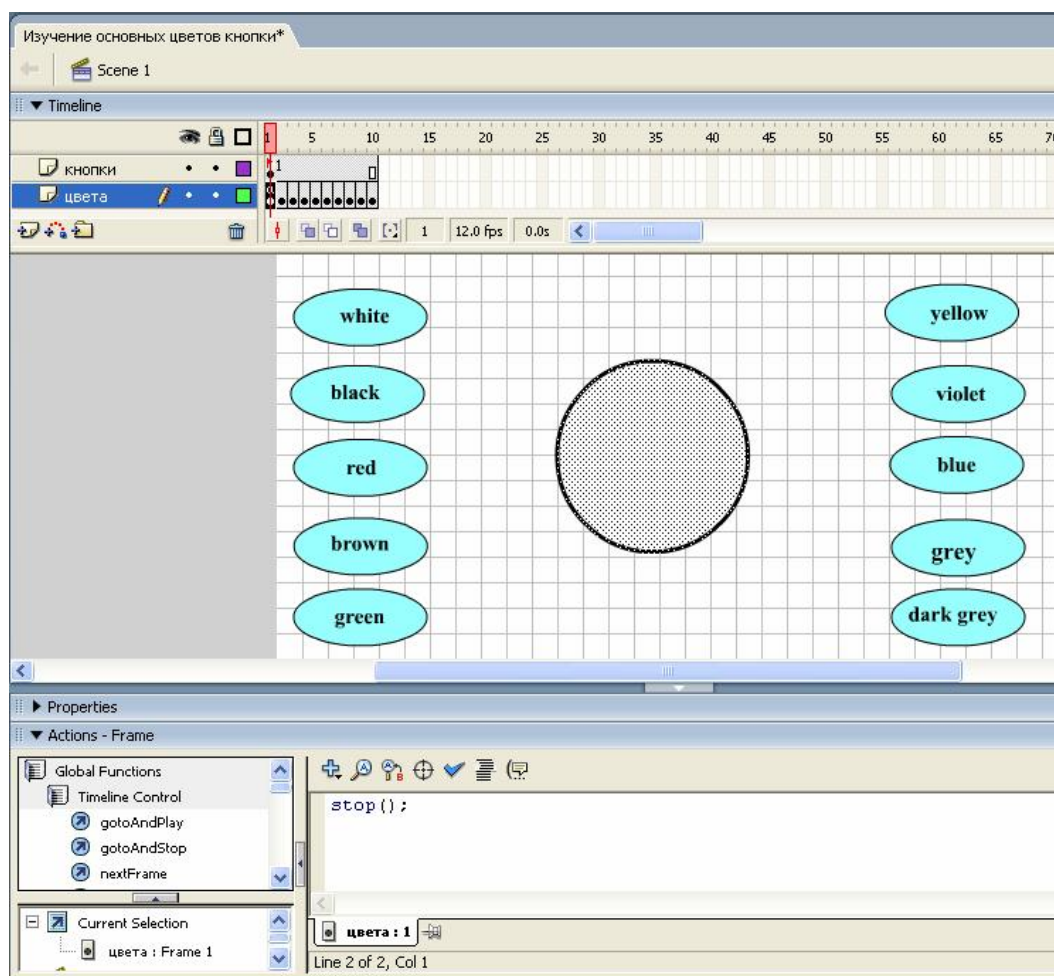 Изучение основных цветов кнопки*
Scene 1
Timeline
1 5 10 15 20 25 30 35 40 45 50 55 60 65
кнопки 1
цвета a
1 12.0 fps 0.0s
white yellow
black violet
red blue
brown grey
green dark grey
Properties
Actions - Frame
Global Functions
Timeline Control
gotoAndPlay
gotoAndStop
nextFrame
stop();
Current Selection
цвета : Frame 1
цвета : 1
Line 2 of 2, Col 1